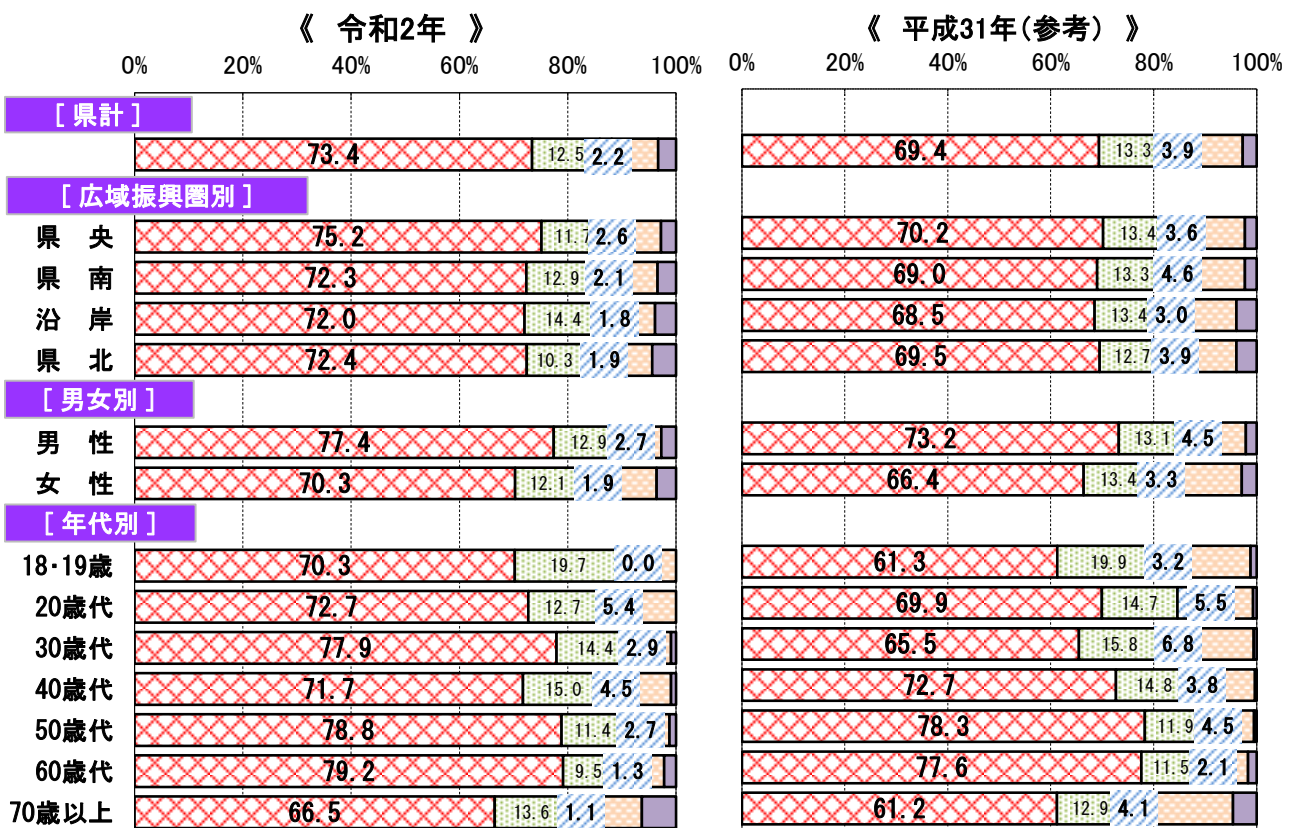 《 令和2年 》 《 平成31年(参考) 》
0% 20% 40% 60% 80% 100% 0% 20% 40% 60% 80% 100%
[ 県計 ]
73.4 12.5 2.2 69.4 13.3 3.9
[ 広域振興圏別 ]
県 央 75.2 11.7 2.6 70.2 13.4 3.6
県 南 72.3 12.9 2.1 69.0 13.3 4.6
沿 岸 72.0 14.4 1.8 68.5 13.4 3.0
県 北 72.4 10.3 1.9 69.5 12.7 3.9
[ 男女別 ]
男 性 77.4 12.9 2.7 73.2 13.1 4.5
女 性 70.3 12.1 1.9 66.4 13.4 3.3
[ 年代別 ]
18・19歳 70.3 19.7 0.0 61.3 19.9 3.2
20歳代 72.7 12.7 5.4 69.9 14.7 5.5
30歳代 77.9 14.4 2.9 65.5 15.8 6.8
40歳代 71.7 15.0 4.5 72.7 14.8 3.8
50歳代 78.8 11.4 2.7 78.3 11.9 4.5
60歳代 79.2 9.5 1.3 77.6 11.5 2.1
70歳以上 66.5 13.6 1.1 61.2 12.9 4.1